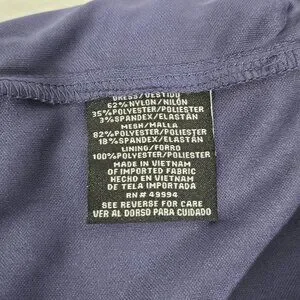 DRESS/VESTIDO
62% NYLON/NILÓN
35% POLYESTER/POLIESTER
3% SPANDEX/ELASTÁN
MESH/MALLA
82% POLYESTER/POLIESTER
18% SPANDEX/ELASTÁN
LINING/FORRO
100% POLYESTER/POLIESTER
MADE IN VIETNAM
OF IMPORTED FABRIC
HECHO EN VIETNAM
DE TELA IMPORTADA
RN# 49994
SEE REVERSE FOR CARE
VER AL DORSO PARA CUIDADO